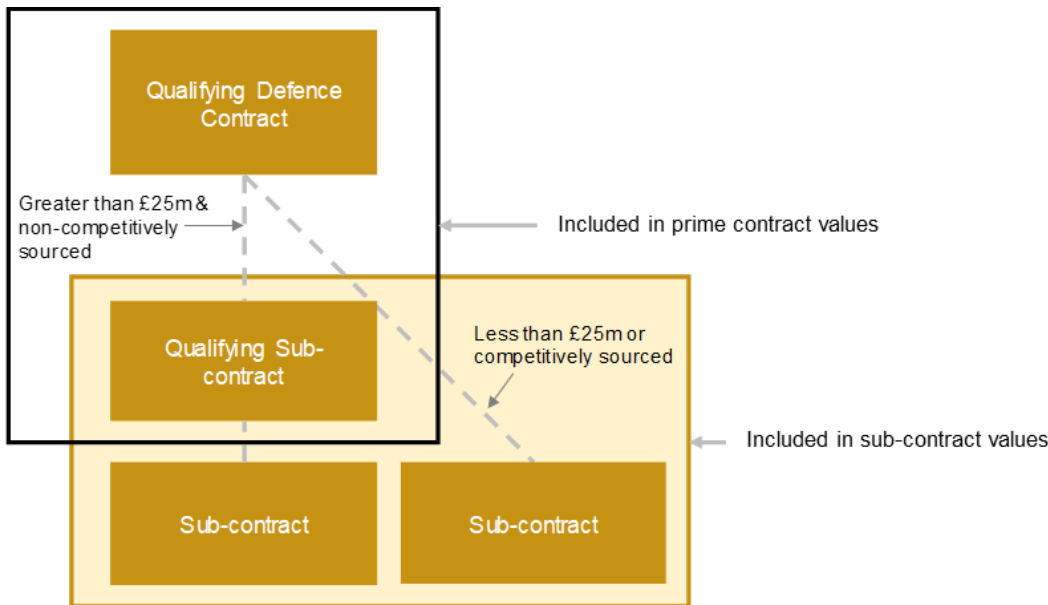 Qualifying Defence
Contract
Greater than £25m &
non-competitively
sourced
Included in prime contract values
Qualifying Sub-
contract
Less than £25m or
competitively sourced
Included in sub-contract values
Sub-contract
Sub-contract